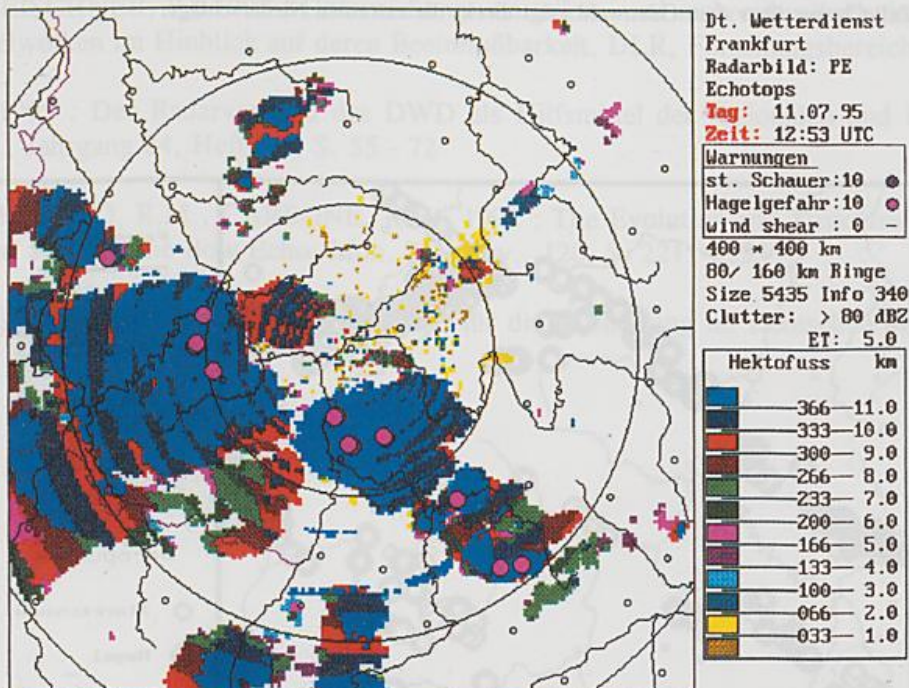 Dt. Wetterdienst
Frankfurt
Radarbild: PE
Echotops
Tag: 11.07.95
Zeit: 12:53 UTC
Warnungen
st. Schauer:10
Hagelgefahr:10
wind shear : 0 -
400 * 400 km
80/ 160 km Ringe
Size 5435 Info 340
Clutter: > 80 dBZ
ET: 5.0
Hektofuss km
366 11.0
333 10.0
300 9.0
266 8.0
233 7.0
200 6.0
166 5.0
133 4.0
100 3.0
066 2.0
033 1.0